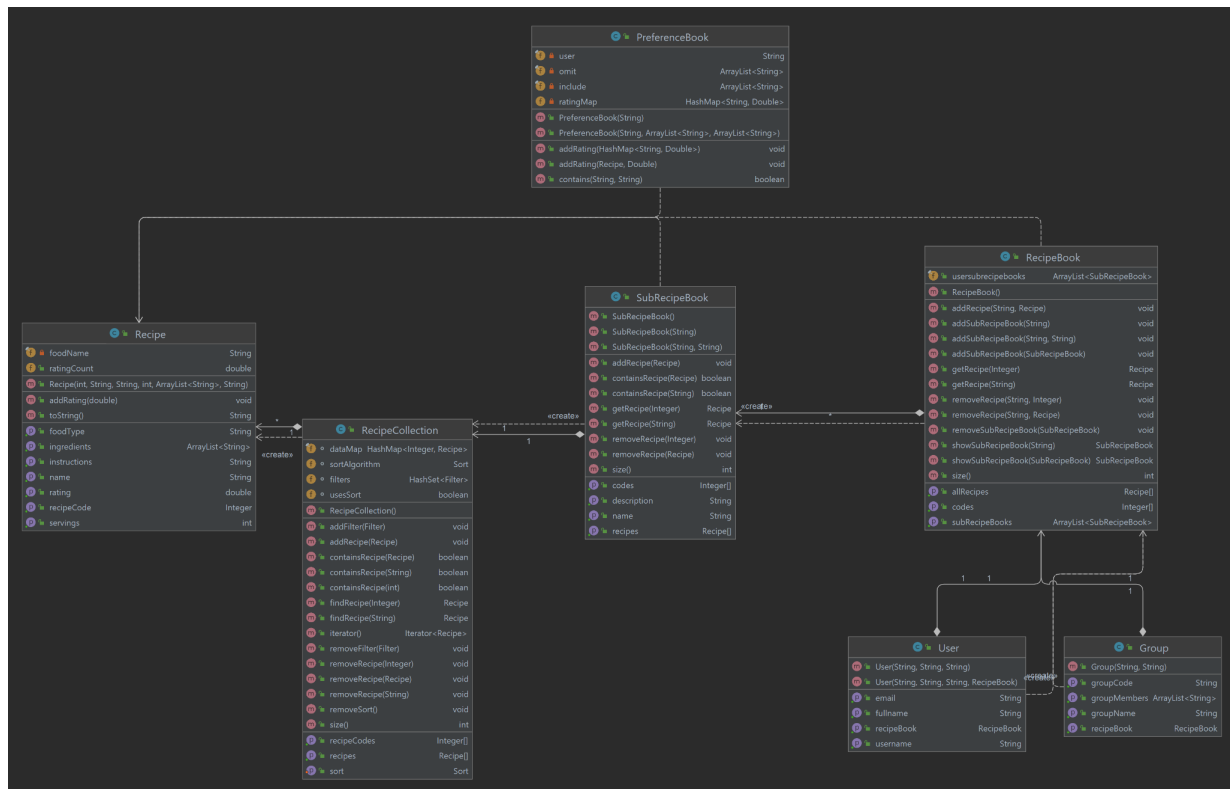 PreferenceBook
user String
omit ArrayList<String>
include ArrayList<String>
ratingMap HashMap<String, Double>
PreferenceBook(String)
PreferenceBook(String, ArrayList<String>, ArrayList<String>)
addRating(HashMap<String, Double>) void
addRating(Recipe, Double) void
contains(String, String) boolean
RecipeBook
usersubrecipebooks ArrayList<SubRecipeBook>
RecipeBook()
addRecipe(String, Recipe) void
addSubRecipeBook(String) void
addSubRecipeBook(String, String) void
addSubRecipeBook(SubRecipeBook) void
getRecipe(Integer) Recipe
getRecipe(String) Recipe
removeRecipe(String, Integer) void
removeRecipe(String, Recipe) void
removeSubRecipeBook(SubRecipeBook) void
showSubRecipeBook(String) SubRecipeBook
showSubRecipeBook(SubRecipeBook) SubRecipeBook
size() int
allRecipes Recipe[]
codes Integer[]
subRecipeBooks ArrayList<SubRecipeBook>
SubRecipeBook
SubRecipeBook()
SubRecipeBook(String)
SubRecipeBook(String, String)
addRecipe(Recipe) void
containsRecipe(Recipe) boolean
containsRecipe(String) boolean
getRecipe(Integer) Recipe
getRecipe(String) Recipe
removeRecipe(Integer) void
removeRecipe(Recipe) void
size() int
codes Integer[]
description String
name String
recipes Recipe[]
Recipe
foodName String
ratingCount double
Recipe(int, String, String, int, ArrayList<String>, String)
addRating(double) void
toString() String
foodType String
ingredients ArrayList<String>
instructions String
name String
rating double
recipeCode Integer
servings int
«create»
*
«create»
1
1
*
1
«create»
RecipeCollection
dataMap HashMap<Integer, Recipe>
sortAlgorithm Sort
filters HashSet<Filter>
usesSort boolean
RecipeCollection()
addFilter(Filter) void
addRecipe(Recipe) void
containsRecipe(Recipe) boolean
containsRecipe(String) boolean
containsRecipe(int) boolean
findRecipe(Integer) Recipe
findRecipe(String) Recipe
iterator() Iterator<Recipe>
removeFilter(Filter) void
removeRecipe(Integer) void
removeRecipe(Recipe) void
removeRecipe(String) void
removeSort() void
size() int
recipeCodes Integer[]
recipes Recipe[]
sort Sort
1 1 1
1
User
User(String, String, String)
User(String, String, String, RecipeBook)
email String
fullname String
recipeBook RecipeBook
username String
Group
Group(String, String)
groupCode String
groupMembers ArrayList<String>
groupName String
recipeBook RecipeBook